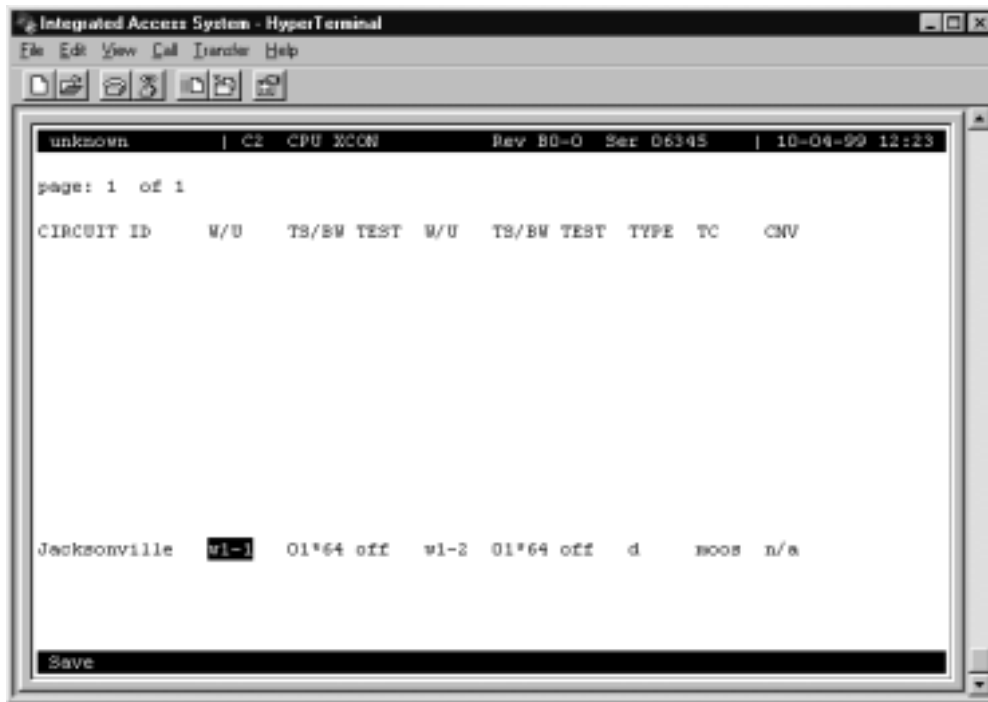 Integrated Access System - HyperTerminal
File Edit View Call Transfer Help
unknown | C2 CPU XCON Rev B0-0 Ser 06345 | 10-04-99 12:23
page: 1 of 1
CIRCUIT ID W/U TS/BW TEST W/U TS/BW TEST TYPE TC CNV
Jacksonville w1-1 01*64 off w1-2 01*64 off d moos n/a
Save